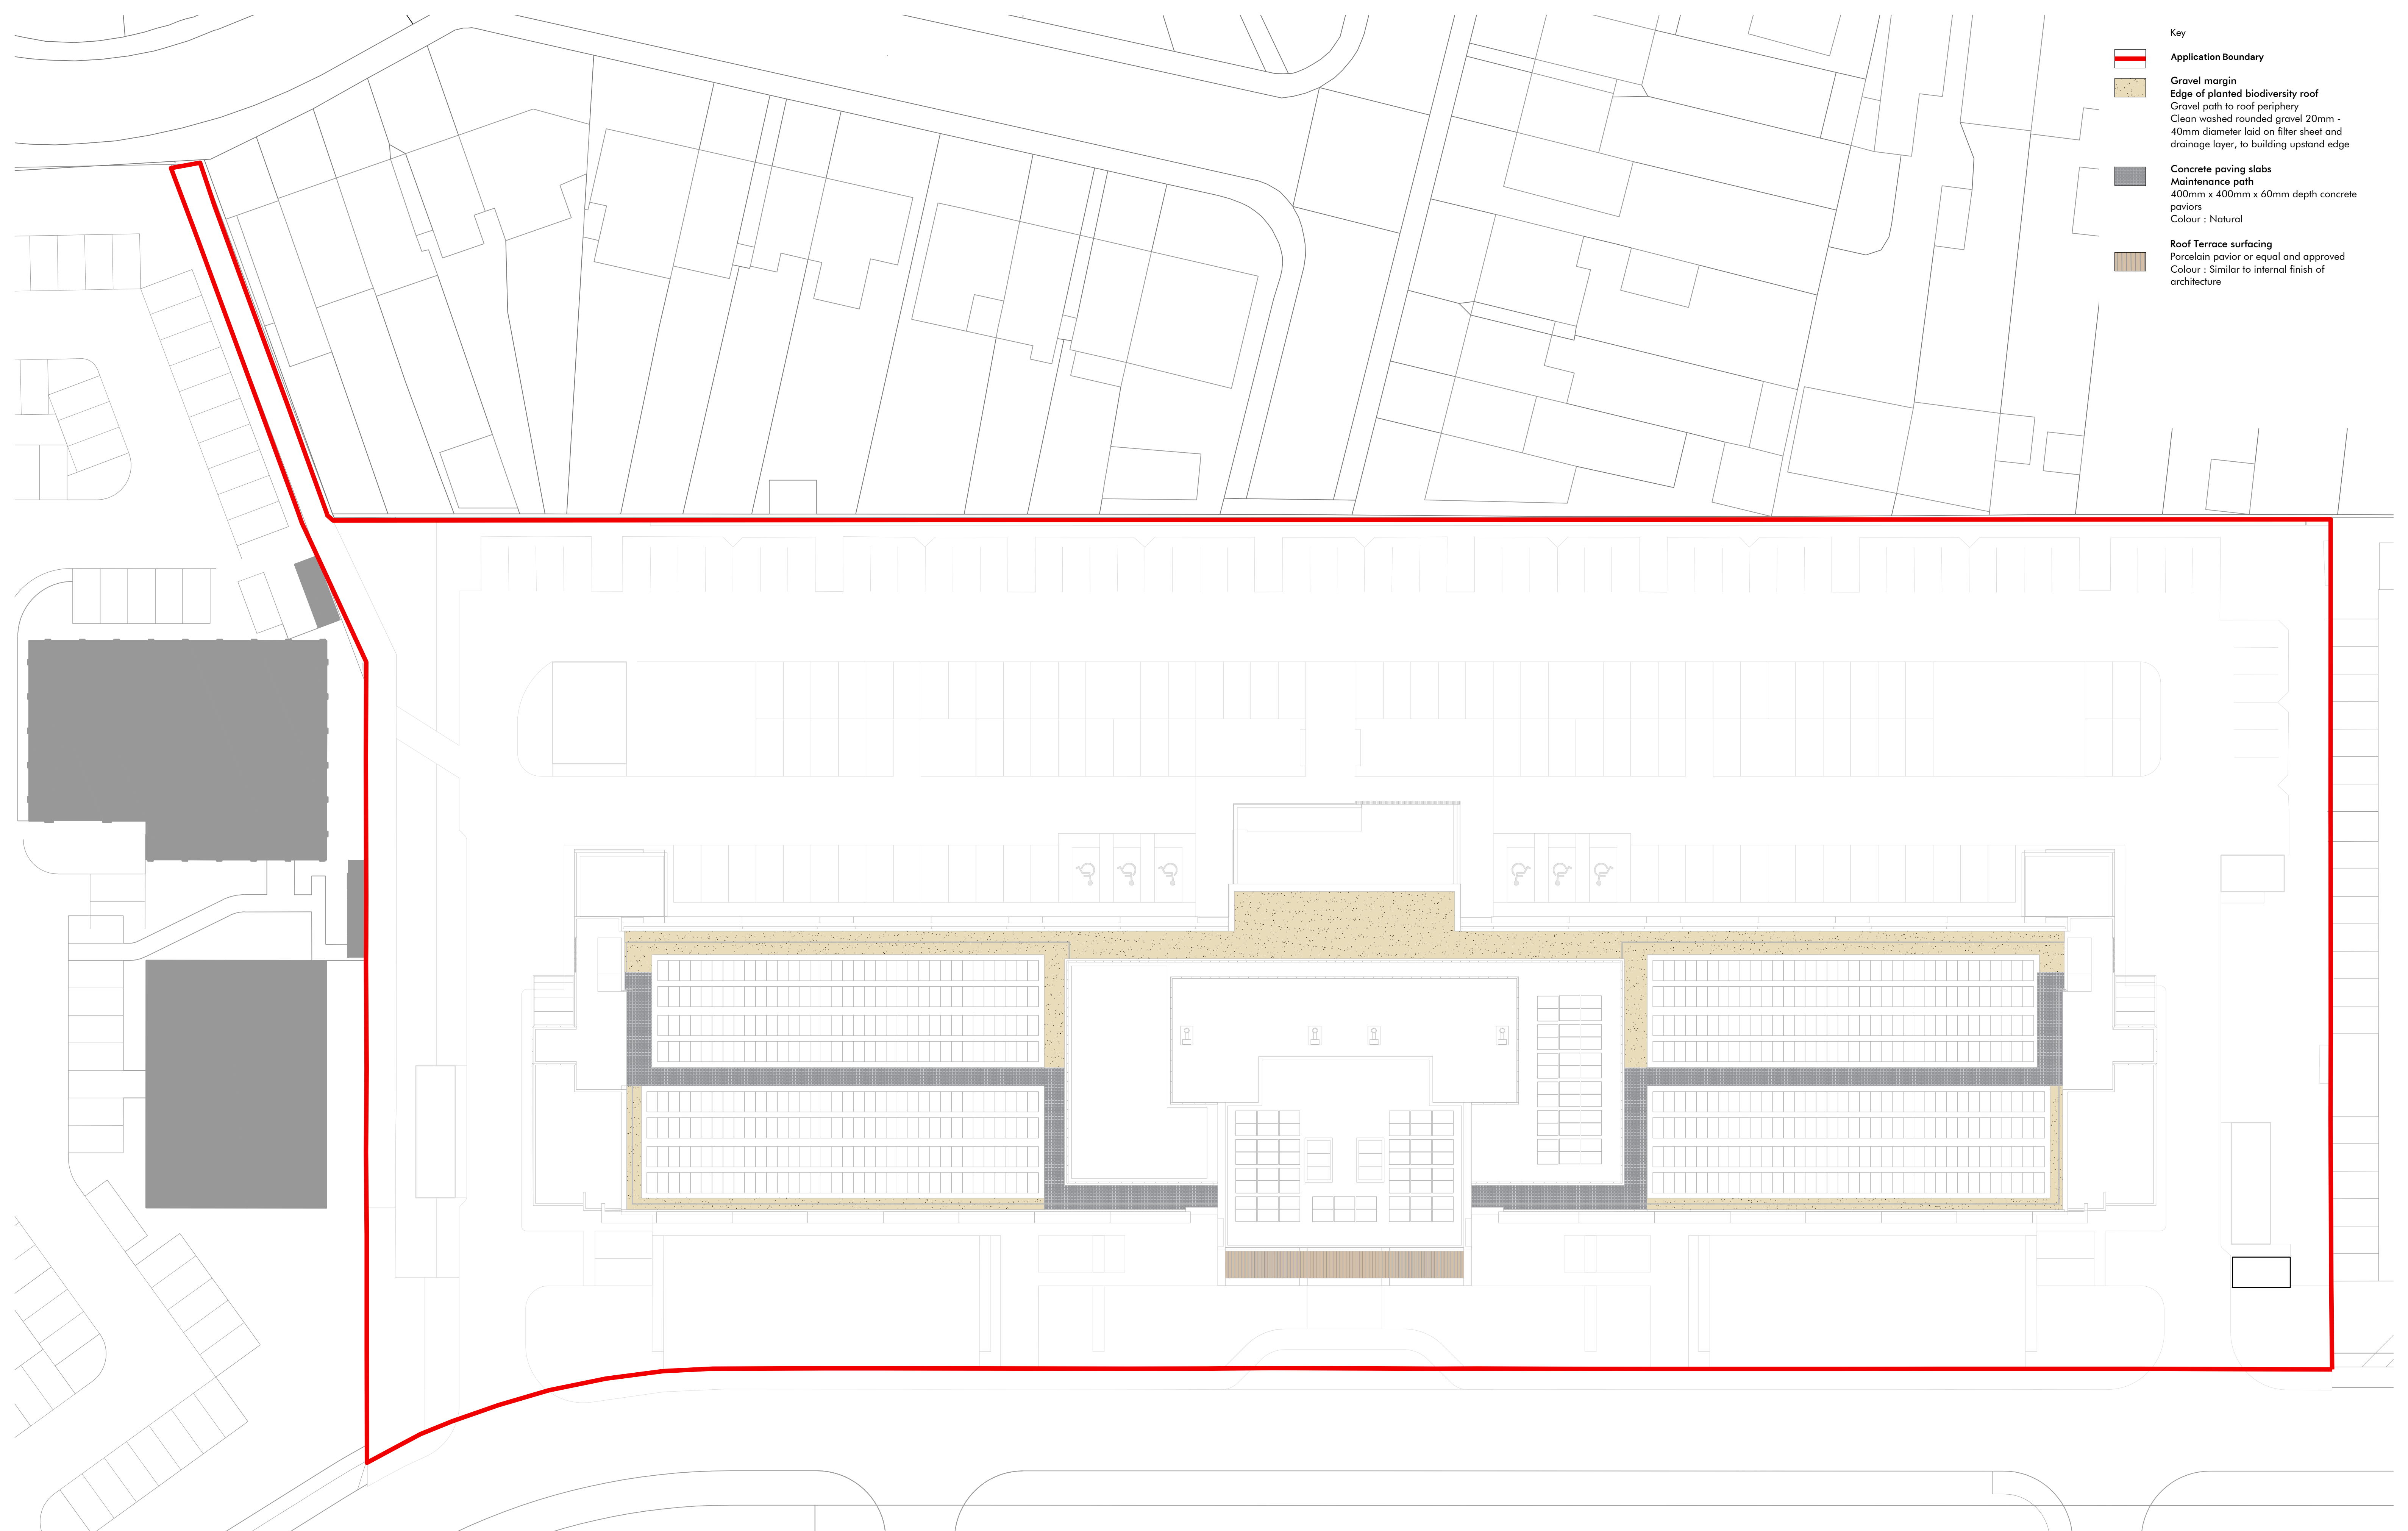 Key
Application Boundary
Gravel margin
Edge of planted biodiversity roof
Gravel path to roof periphery
Clean washed rounded gravel 20mm -
40mm diameter laid on filter sheet and
drainage layer, to building upstand edge
Concrete paving slabs
Maintenance path
400mm x 400mm x 60mm depth concrete
paviors
Colour : Natural
Roof Terrace surfacing
Porcelain pavior or equal and approved
Colour : Similar to internal finish of
architecture